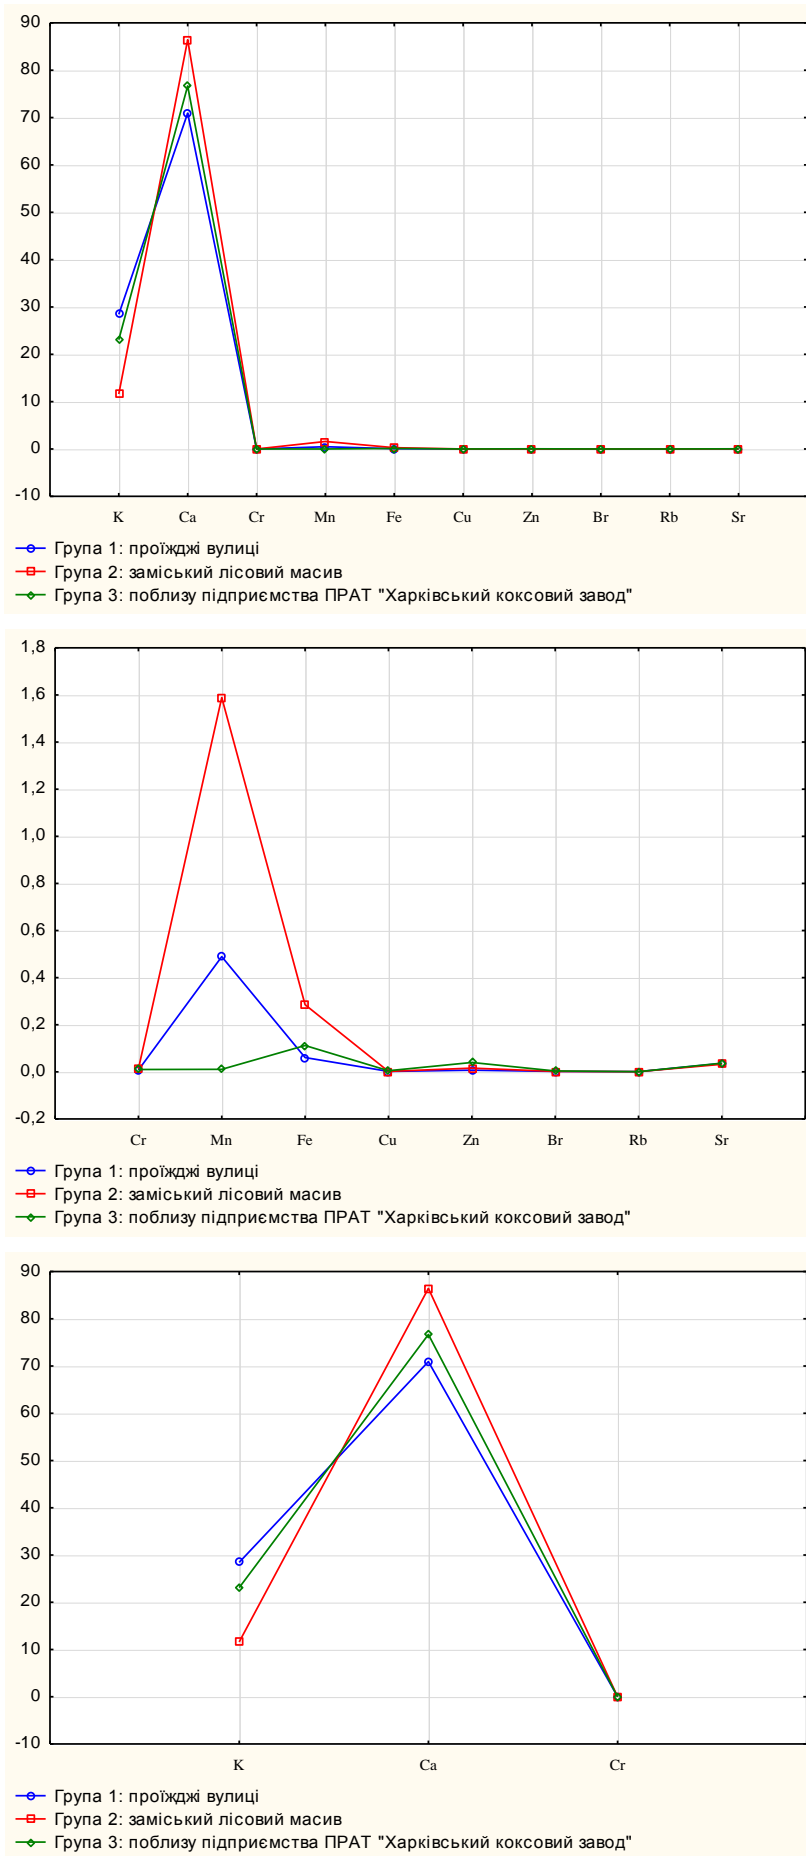 90
80
70
60
50
40
30
20
10
0
-10
K Ca Cr Mn Fe Cu Zn Br Rb Sr
Група 1: проїжджі вулиці
Група 2: заміський лісовий масив
Група 3: поблизу підприємства ПРАТ "Харківський коксовий завод"
1,8
1,6
1,4
1,2
1,0
0,8
0,6
0,4
0,2
0,0
-0,2
Cr Mn Fe Cu Zn Br Rb Sr
Група 1: проїжджі вулиці
Група 2: заміський лісовий масив
Група 3: поблизу підприємства ПРАТ "Харківський коксовий завод"
90
80
70
60
50
40
30
20
10
0
-10
K Ca Cr
Група 1: проїжджі вулиці
Група 2: заміський лісовий масив
Група 3: поблизу підприємства ПРАТ "Харківський коксовий завод"